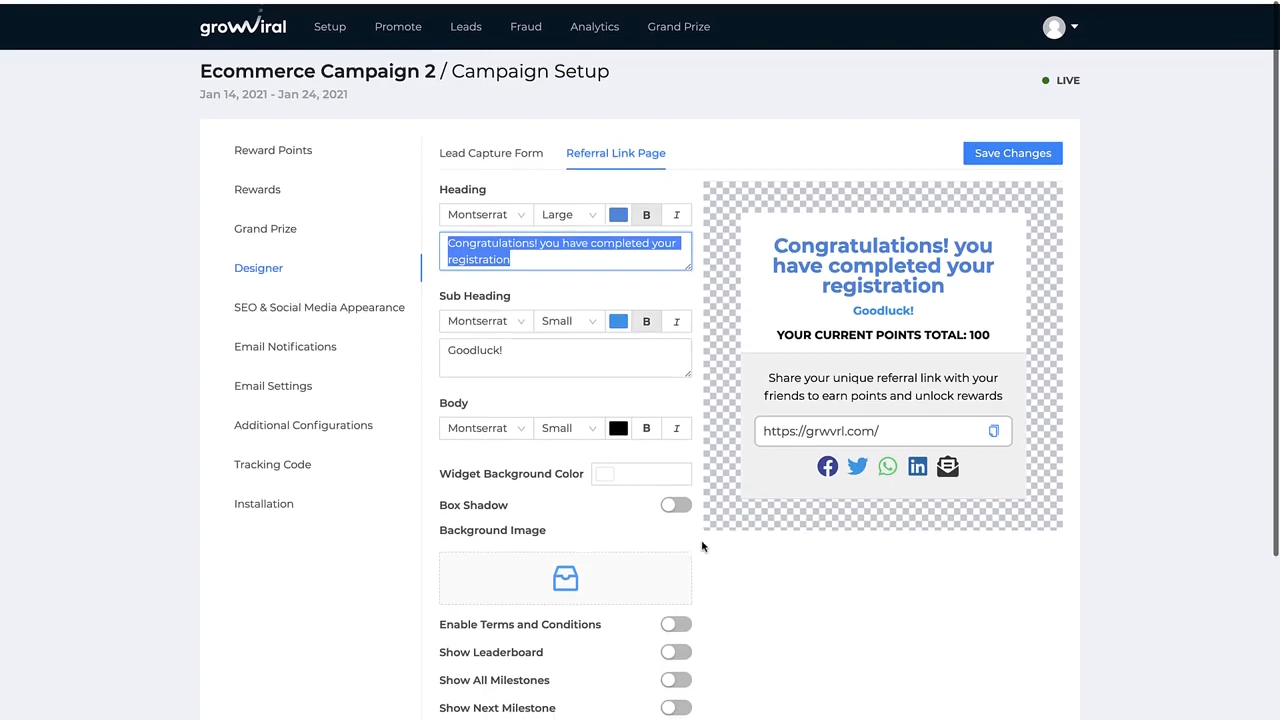 growViral Setup Promote Leads Fraud Analytics Grand Prize
Ecommerce Campaign 2 / Campaign Setup
LIVE
Jan 14, 2021 - Jan 24, 2021
Reward Points
Rewards
Grand Prize
Designer
SEO & Social Media Appearance
Email Notifications
Email Settings
Additional Configurations
Tracking Code
Installation
Lead Capture Form Referral Link Page Save Changes
Heading
Montserrat Large B I
Congratulations! you have completed your
registration
Sub Heading
Montserrat Small B I
Goodluck!
Body
Montserrat Small B I
Widget Background Color
Box Shadow
Background Image
Enable Terms and Conditions
Show Leaderboard
Show All Milestones
Show Next Milestone
Congratulations! you
have completed your
registration
Goodluck!
YOUR CURRENT POINTS TOTAL: 100
Share your unique referral link with your
friends to earn points and unlock rewards
https://grwvrl.com/